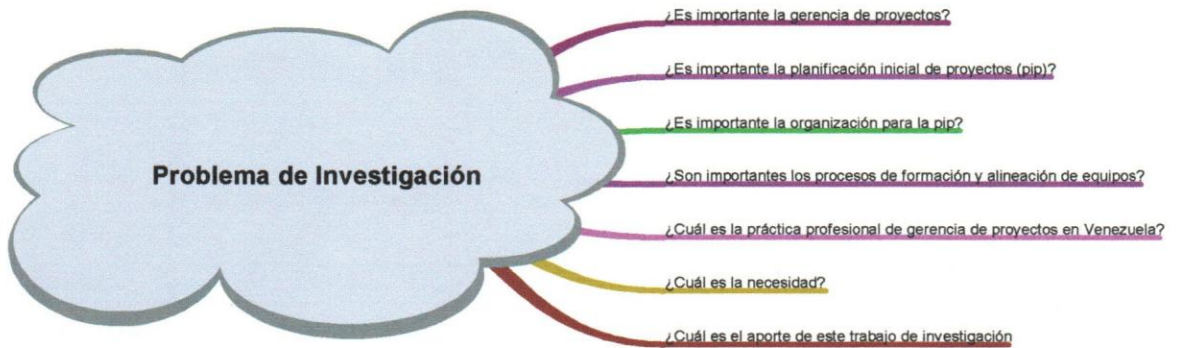 ¿Es importante la gerencia de proyectos?
¿Es importante la planificación inicial de proyectos (pip)?
¿Es importante la organización para la pip?
Problema de Investigación
¿Son importantes los procesos de formación y alineación de equipos?
¿Cuál es la práctica profesional de gerencia de proyectos en Venezuela?
¿Cuál es la necesidad?
¿Cuál es el aporte de este trabajo de investigación